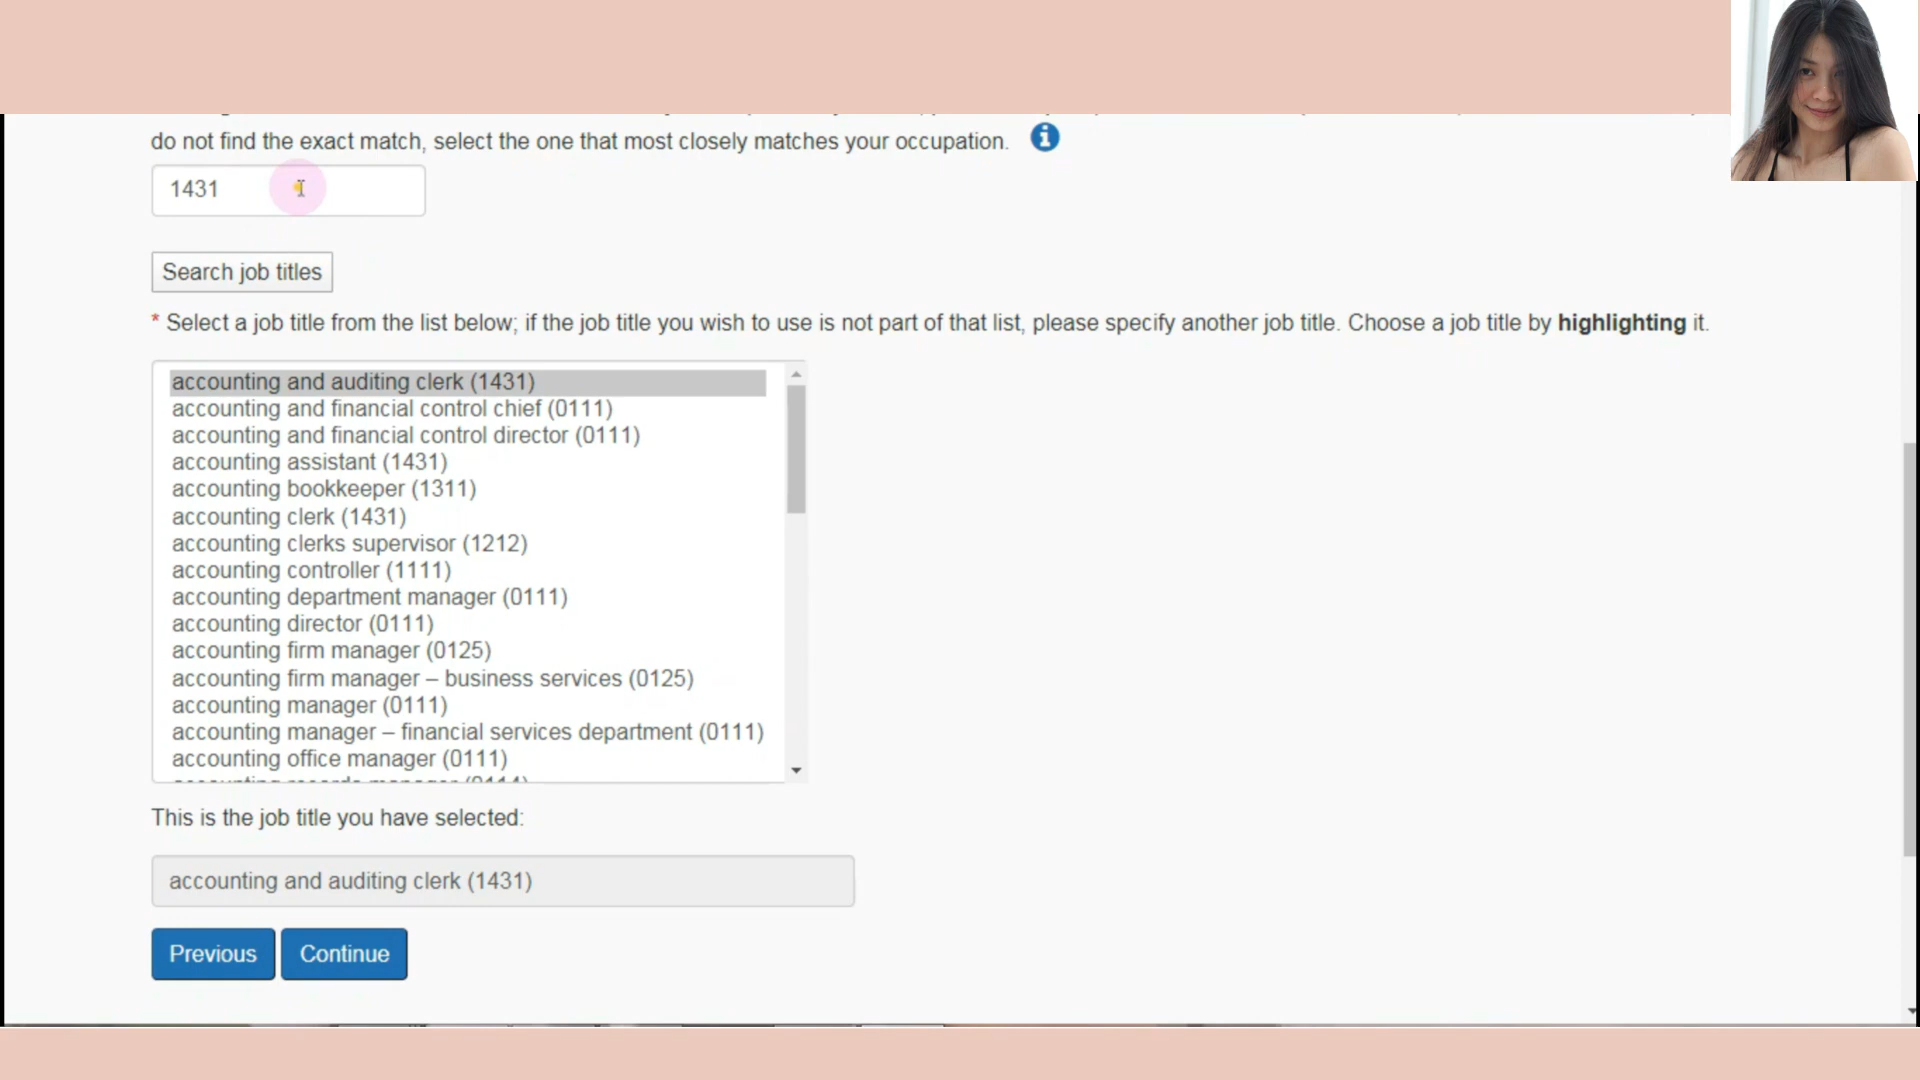 do not find the exact match, select the one that most closely matches your occupation.
1431
Search job titles
* Select a job title from the list below; if the job title you wish to use is not part of that list, please specify another job title. Choose a job title by highlighting it.
accounting and auditing clerk (1431)
accounting and financial control chief (0111)
accounting and financial control director (0111)
accounting assistant (1431)
accounting bookkeeper (1311)
accounting clerk (1431)
accounting clerks supervisor (1212)
accounting controller (1111)
accounting department manager (0111)
accounting director (0111)
accounting firm manager (0125)
accounting firm manager – business services (0125)
accounting manager (0111)
accounting manager – financial services department (0111)
accounting office manager (0111)
accounting records manager (0114)
This is the job title you have selected:
accounting and auditing clerk (1431)
Previous Continue